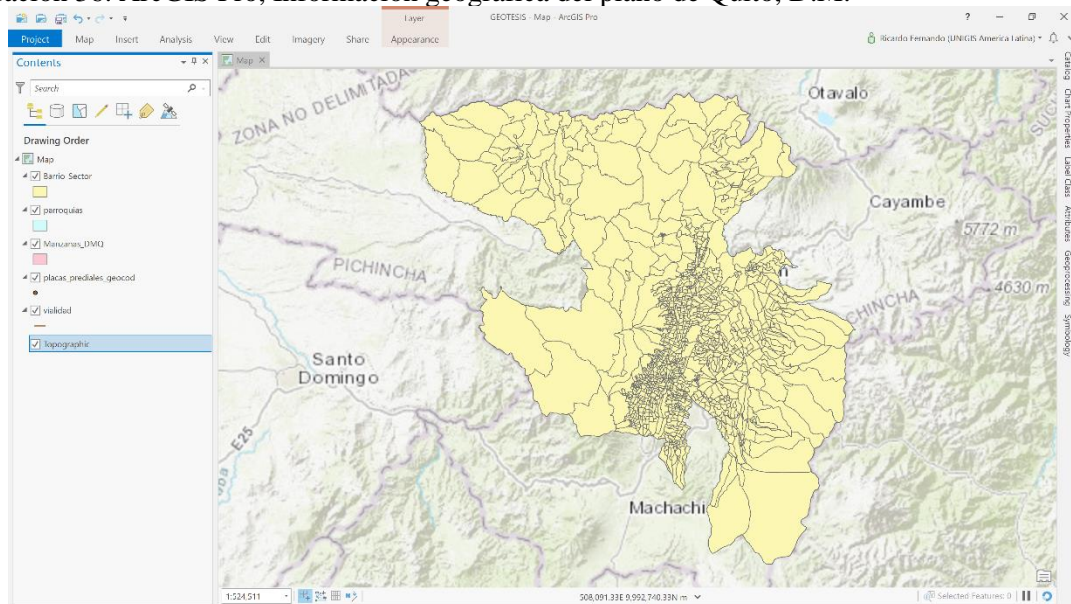 ación 38. ArcGIS Pro, Información geográfica del plano de Quito, D.M.
Layer
GEOTESIS - Map - ArcGIS Pro
?
Project Map Insert Analysis View Edit Imagery Share Appearance
Ricardo Fernando (UNIGIS America Latina)
Contents
Map
Search
Drawing Order
Map
Barrio Sector
parroquias
Manzanas_DMQ
placas_prediales_geocod
vialidad
Topographic
ZONA NO DELIMITADA
Otavalo
Cayambe
5772 m
PICHINCHA
4630 m
CHINCHA
Santo
Domingo
E25
Machachi
Catalog
Chart Properties
Label Class
Attributes
Geoprocessing
Symbology
1:524,511
508,091.33E 9,992,740.33N m
Selected Features: 0